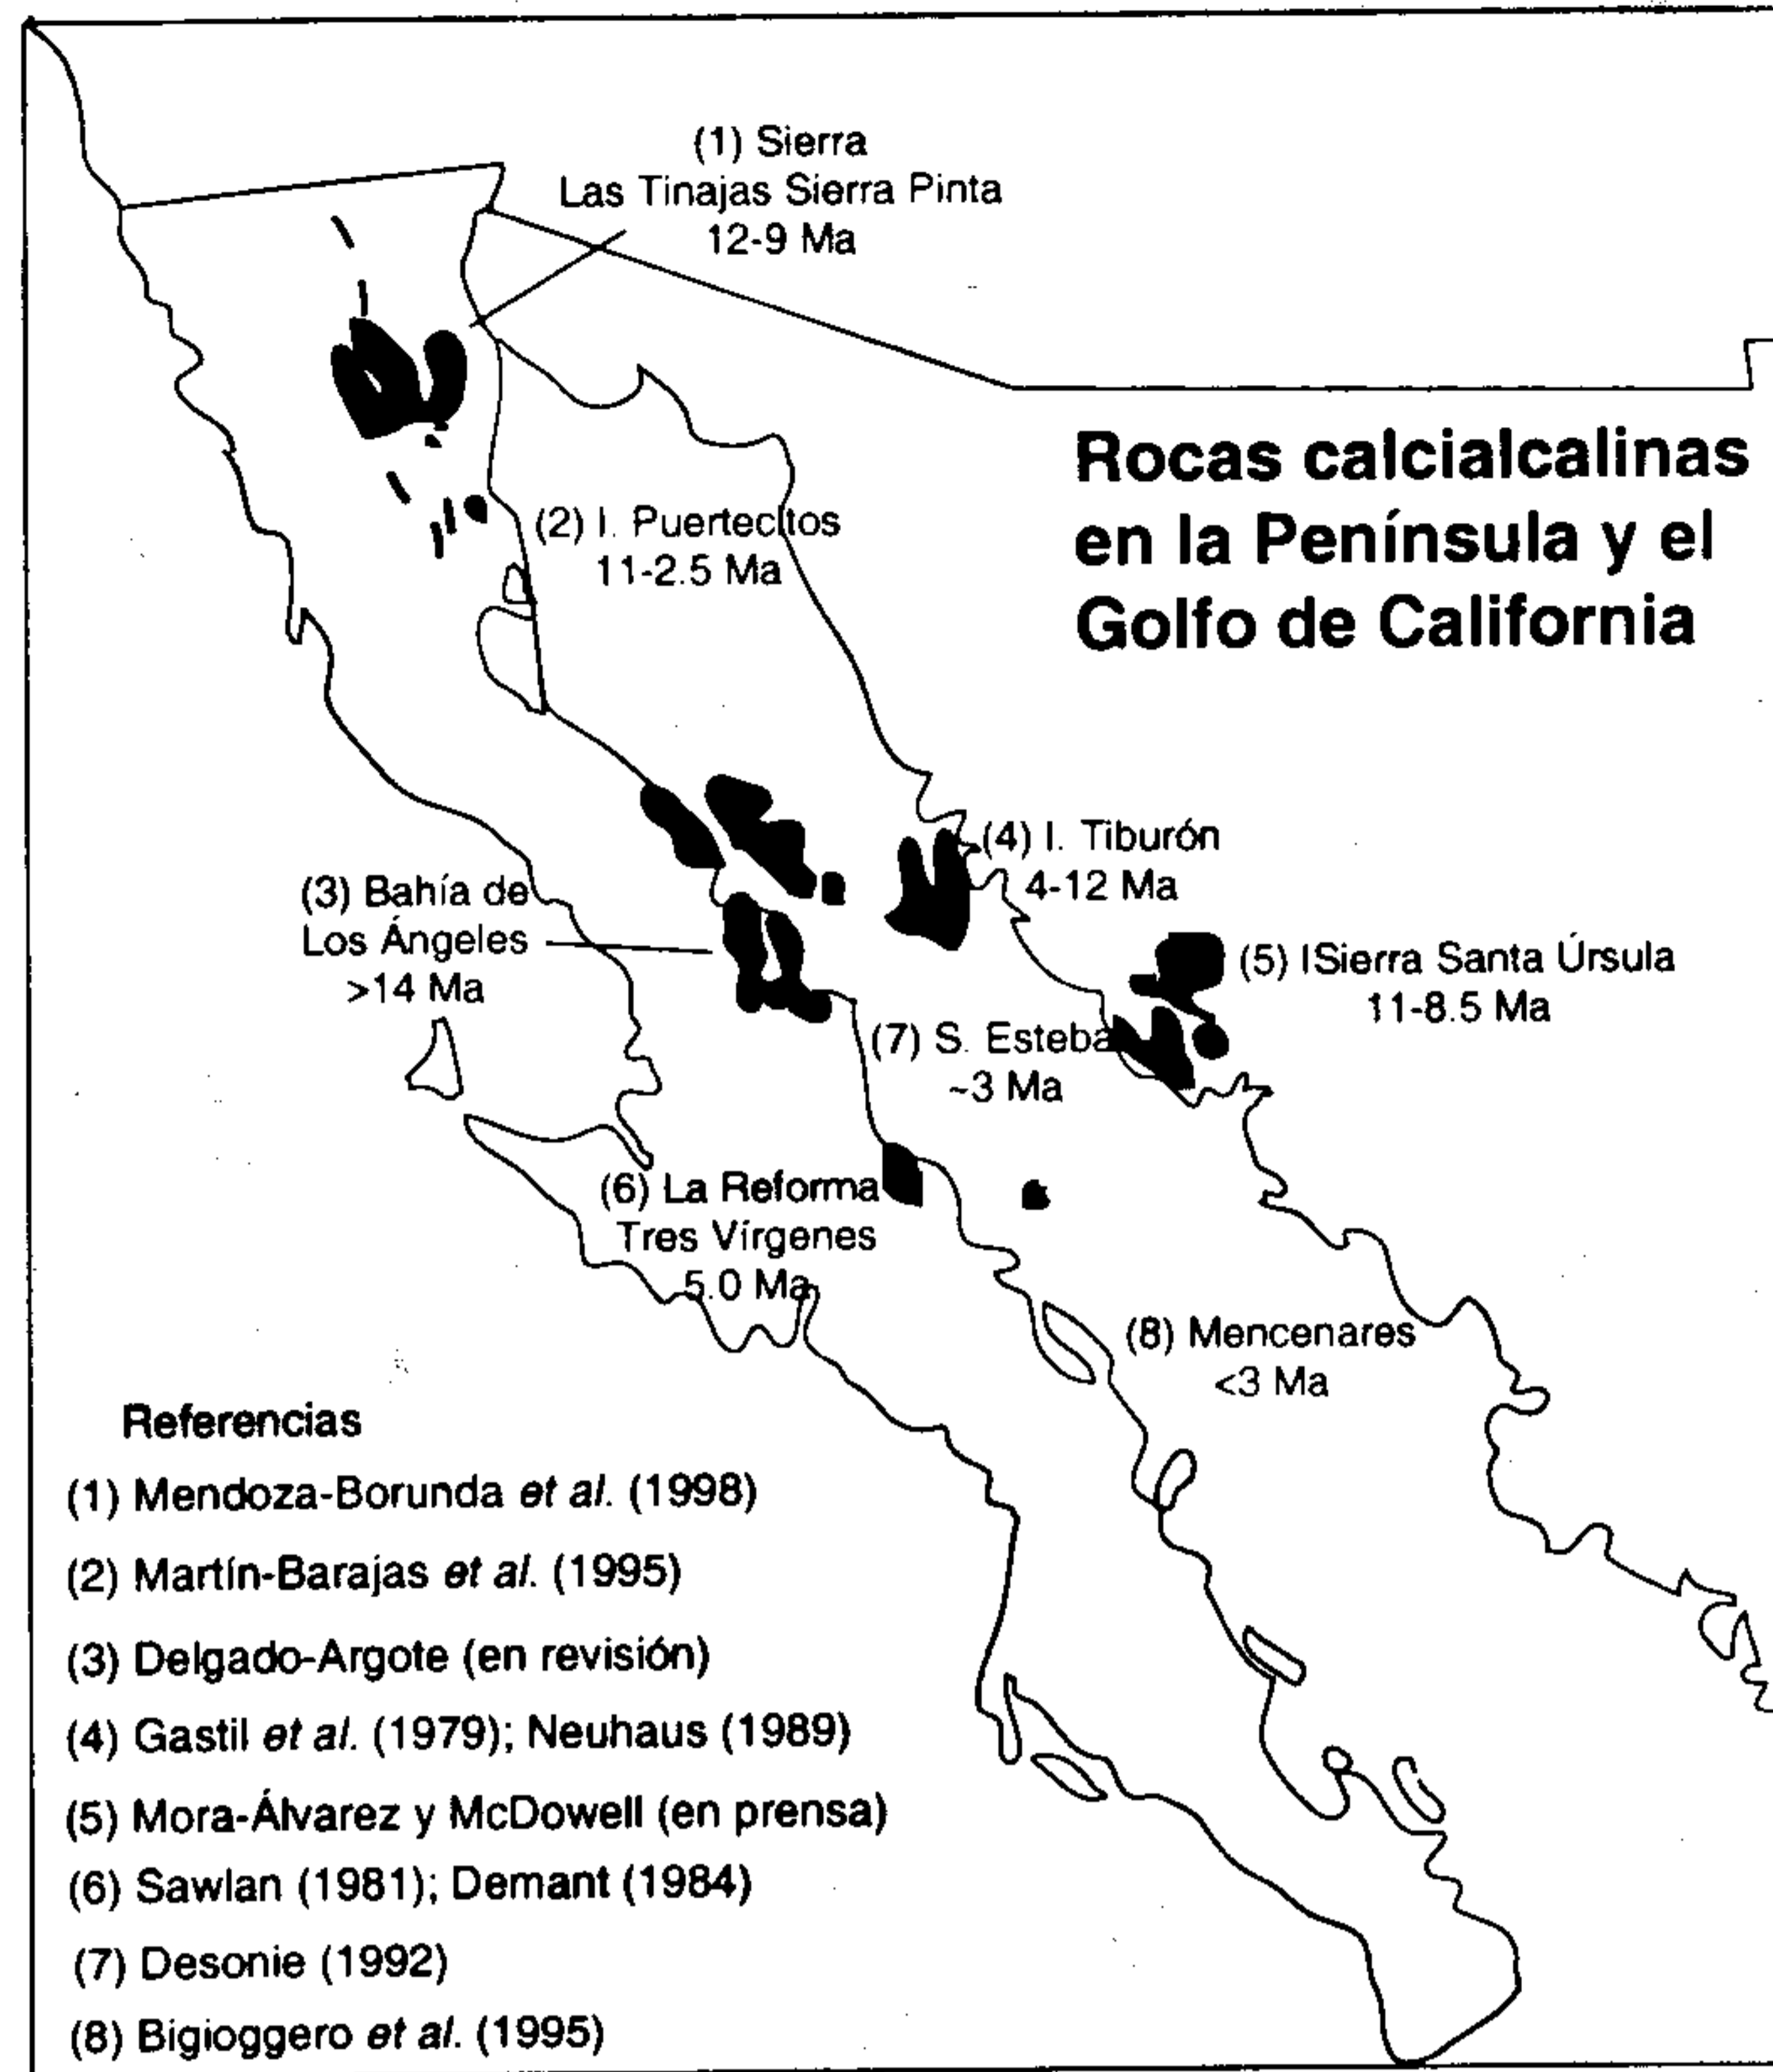 (1) Sierra
Las Tinajas Sierra Pinta
12-9 Ma
Rocas calcialcalinas
en la Península y el
Golfo de California
(2) I. Puertecitos
11-2.5 Ma
(4) I. Tiburón
4-12 Ma
(3) Bahía de
Los Ángeles
>14 Ma
(5) ISierra Santa Úrsula
11-8.5 Ma
(7) S. Esteba
~3 Ma
(6) La Reforma
Tres Vírgenes
5.0 Ma
(8) Mencenares
<3 Ma
Referencias
(1) Mendoza-Borunda et al. (1998)
(2) Martín-Barajas et al. (1995)
(3) Delgado-Argote (en revisión)
(4) Gastil et al. (1979); Neuhaus (1989)
(5) Mora-Álvarez y McDowell (en prensa)
(6) Sawlan (1981); Demant (1984)
(7) Desonie (1992)
(8) Bigioggero et al. (1995)